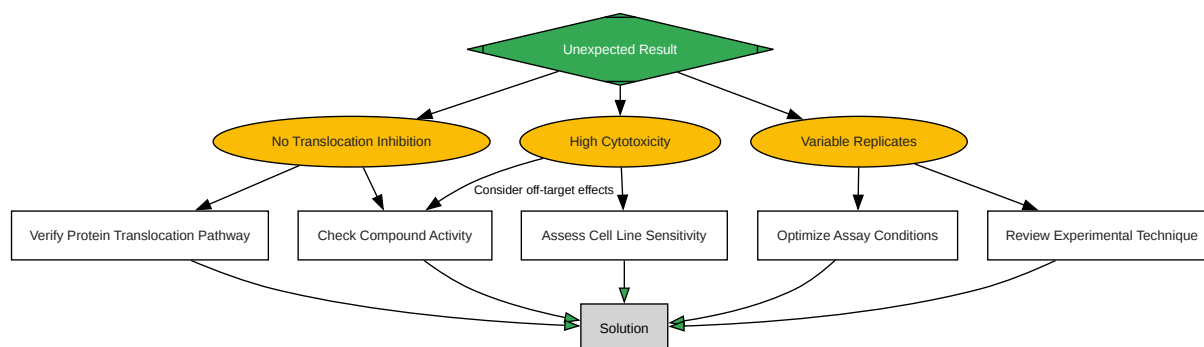 Unexpected Result
No Translocation Inhibition
High Cytotoxicity
Variable Replicates
Consider off-target effects
Verify Protein Translocation Pathway
Check Compound Activity
Assess Cell Line Sensitivity
Optimize Assay Conditions
Review Experimental Technique
Solution